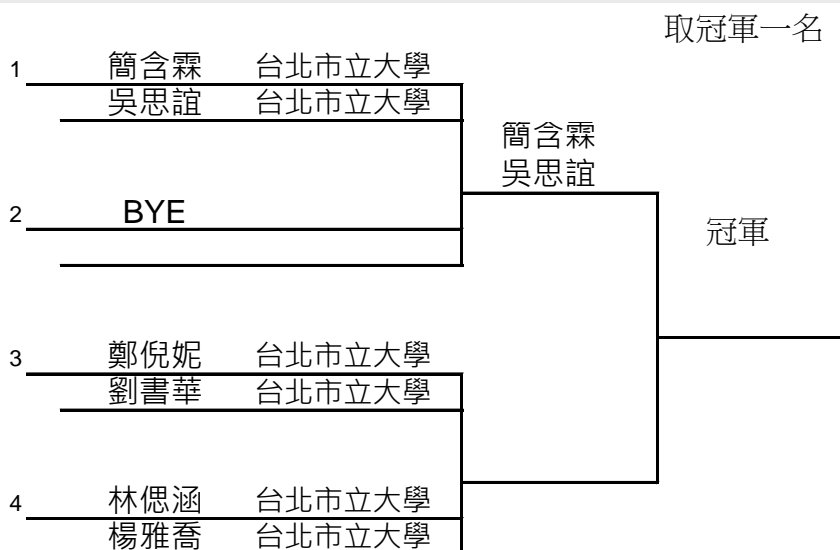 取冠軍一名
1 簡含霖 台北市立大學
吳思誼 台北市立大學
簡含霖
吳思誼
2 BYE
冠軍
3 鄭倪妮 台北市立大學
劉書華 台北市立大學
4 林偲涵 台北市立大學
楊雅喬 台北市立大學